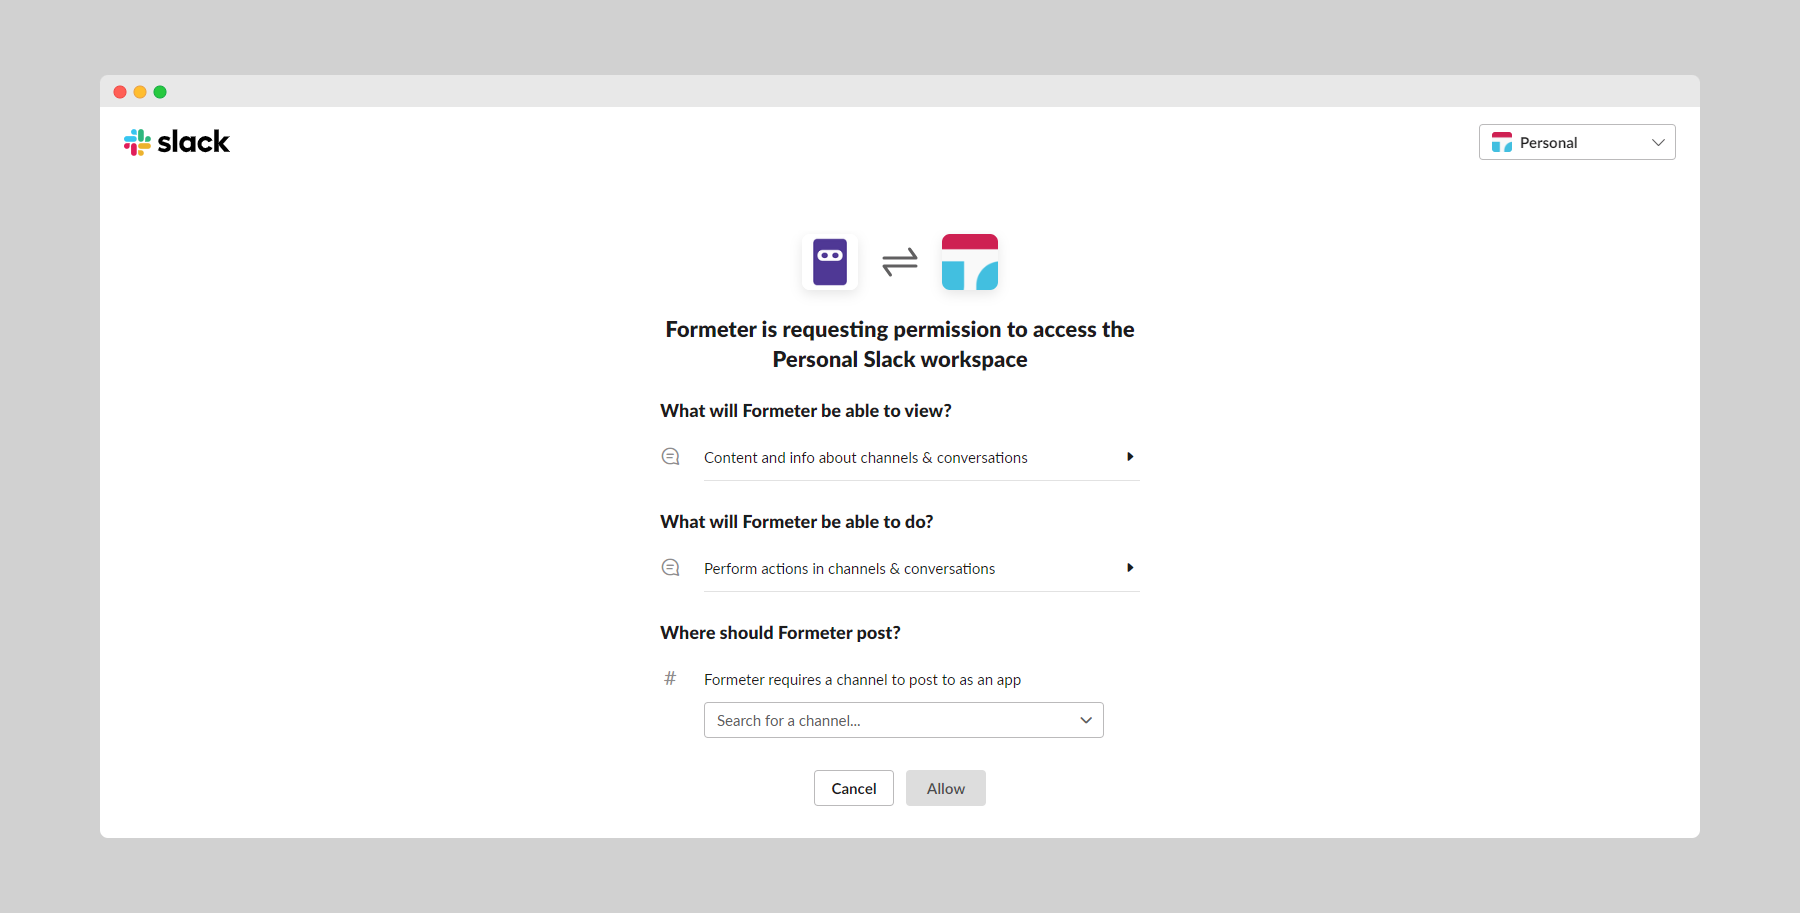 slack
Personal
Formeter is requesting permission to access the
Personal Slack workspace
What will Formeter be able to view?
Content and info about channels & conversations
What will Formeter be able to do?
Perform actions in channels & conversations
Where should Formeter post?
# Formeter requires a channel to post to as an app
Search for a channel...
Cancel Allow